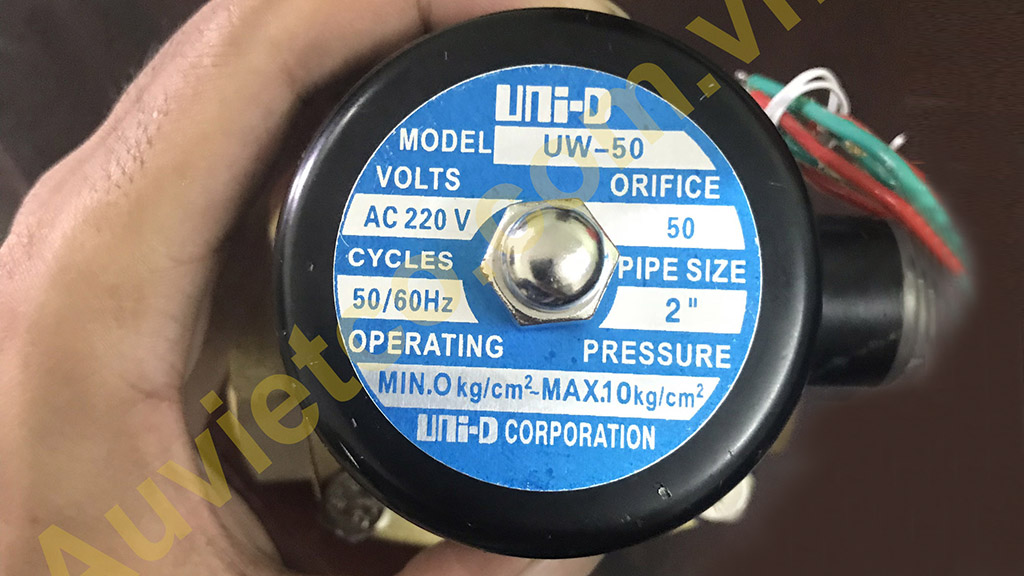 UNi-D
MODEL UW-50
VOLTS ORIFICE
AC 220 V 50
CYCLES PIPE SIZE
50/60Hz 2"
OPERATING PRESSURE
MIN.0 kg/cm²~MAX.10kg/cm²
UNi-D CORPORATION
Auviet.com.vn